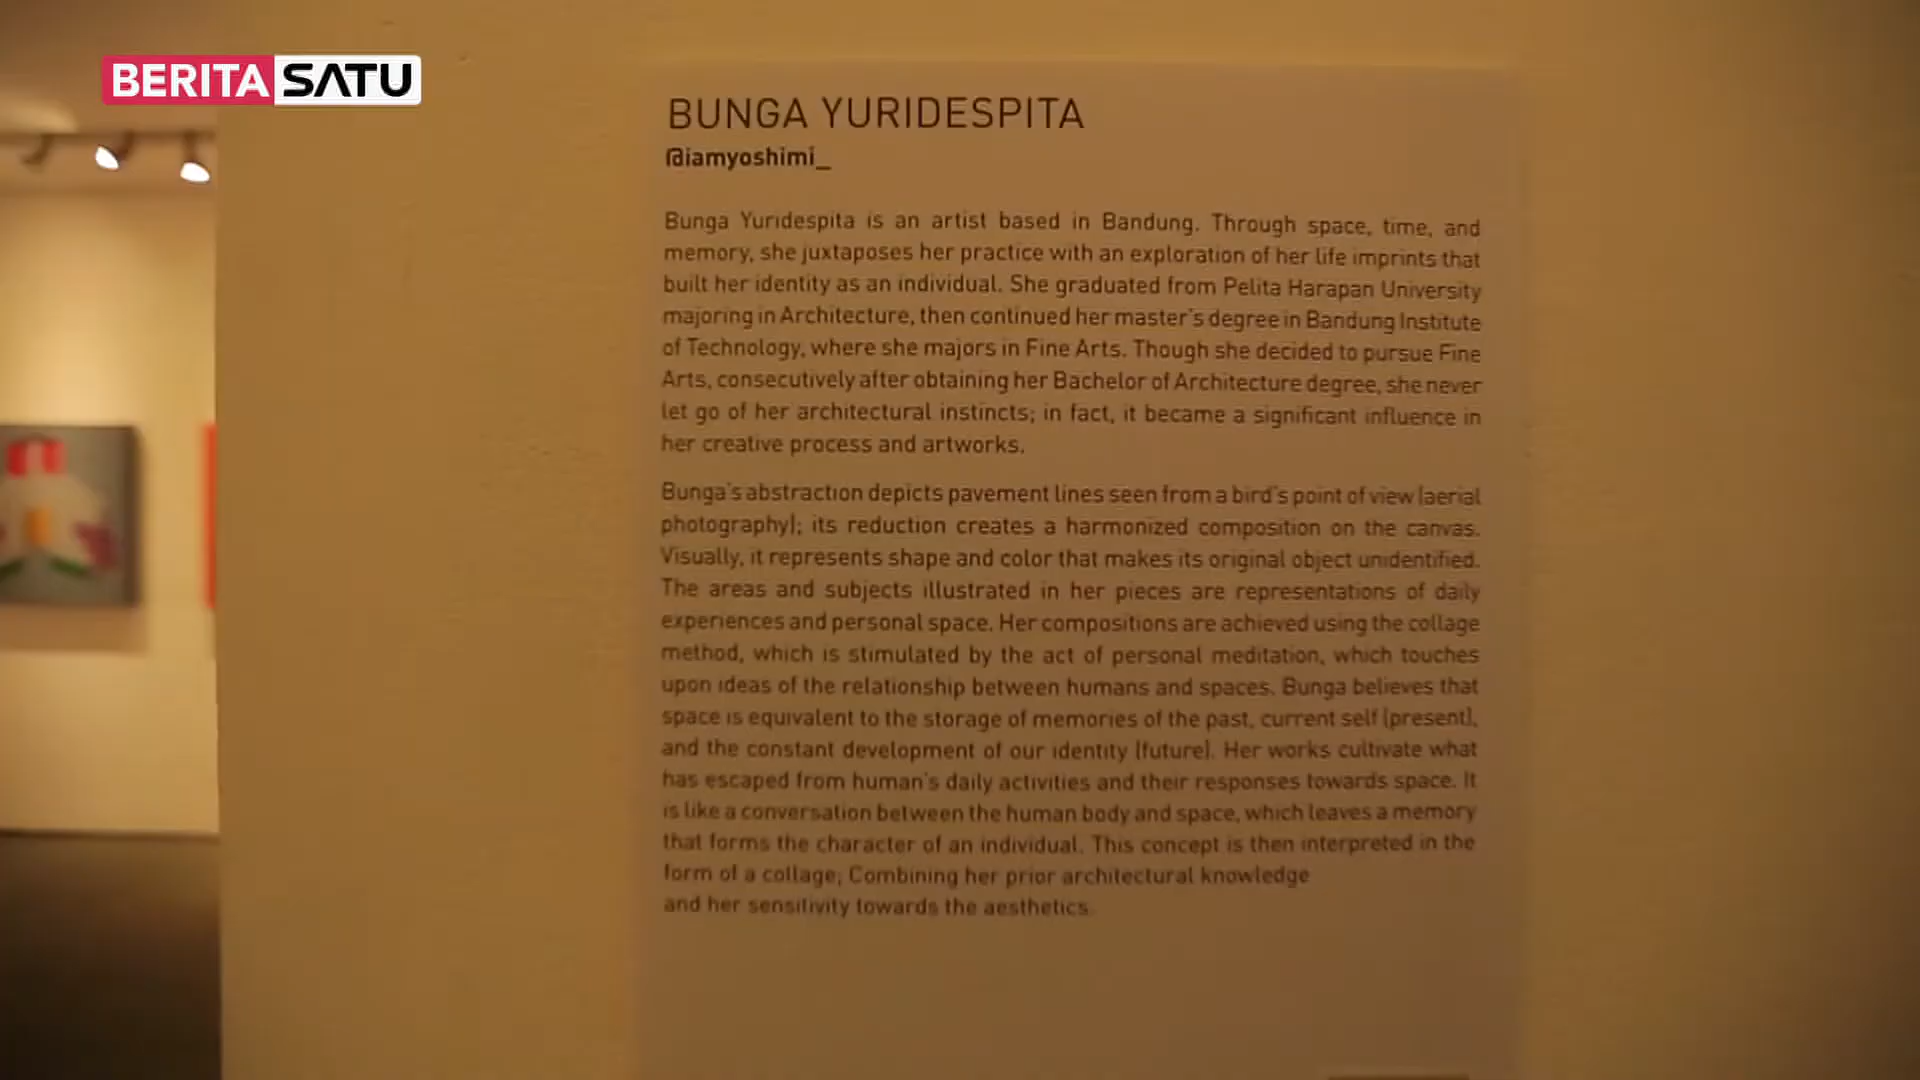 BERITA SATU
BUNGA YURIDESPITA
@iamyoshimi_
Bunga Yuridespita is an artist based in Bandung. Through space, time, and
memory, she juxtaposes her practice with an exploration of her life imprints that
built her identity as an individual. She graduated from Pelita Harapan University
majoring in Architecture, then continued her master's degree in Bandung Institute
of Technology, where she majors in Fine Arts. Though she decided to pursue Fine
Arts, consecutively after obtaining her Bachelor of Architecture degree, she never
let go of her architectural instincts; in fact, it became a significant influence in
her creative process and artworks.
Bunga's abstraction depicts pavement lines seen from a bird's point of view (aerial
photography); its reduction creates a harmonized composition on the canvas.
Visually, it represents shape and color that makes its original object unidentified.
The areas and subjects illustrated in her pieces are representations of daily
experiences and personal space. Her compositions are achieved using the collage
method, which is stimulated by the act of personal meditation, which touches
upon ideas of the relationship between humans and spaces. Bunga believes that
space is equivalent to the storage of memories of the past, current self (present),
and the constant development of our identity (future). Her works cultivate what
has escaped from human's daily activities and their responses towards space. It
is like a conversation between the human body and space, which leaves a memory
that forms the character of an individual. This concept is then interpreted in the
form of a collage; Combining her prior architectural knowledge
and her sensitivity towards the aesthetics.